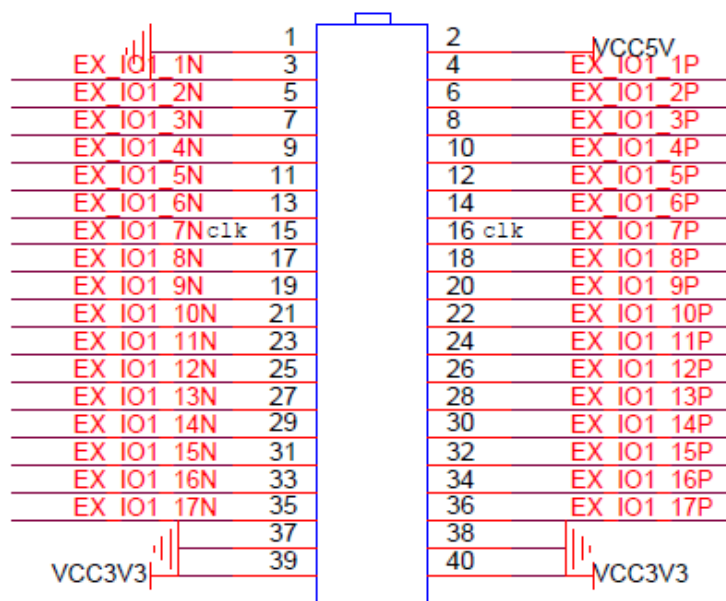 1 2 VCC5V
EX_IO1_1N 3 4 EX_IO1_1P
EX_IO1_2N 5 6 EX_IO1_2P
EX_IO1_3N 7 8 EX_IO1_3P
EX_IO1_4N 9 10 EX_IO1_4P
EX_IO1_5N 11 12 EX_IO1_5P
EX_IO1_6N 13 14 EX_IO1_6P
EX_IO1_7N clk 15 16 clk EX_IO1_7P
EX_IO1_8N 17 18 EX_IO1_8P
EX_IO1_9N 19 20 EX_IO1_9P
EX_IO1_10N 21 22 EX_IO1_10P
EX_IO1_11N 23 24 EX_IO1_11P
EX_IO1_12N 25 26 EX_IO1_12P
EX_IO1_13N 27 28 EX_IO1_13P
EX_IO1_14N 29 30 EX_IO1_14P
EX_IO1_15N 31 32 EX_IO1_15P
EX_IO1_16N 33 34 EX_IO1_16P
EX_IO1_17N 35 36 EX_IO1_17P
37 38
VCC3V3 39 40 VCC3V3